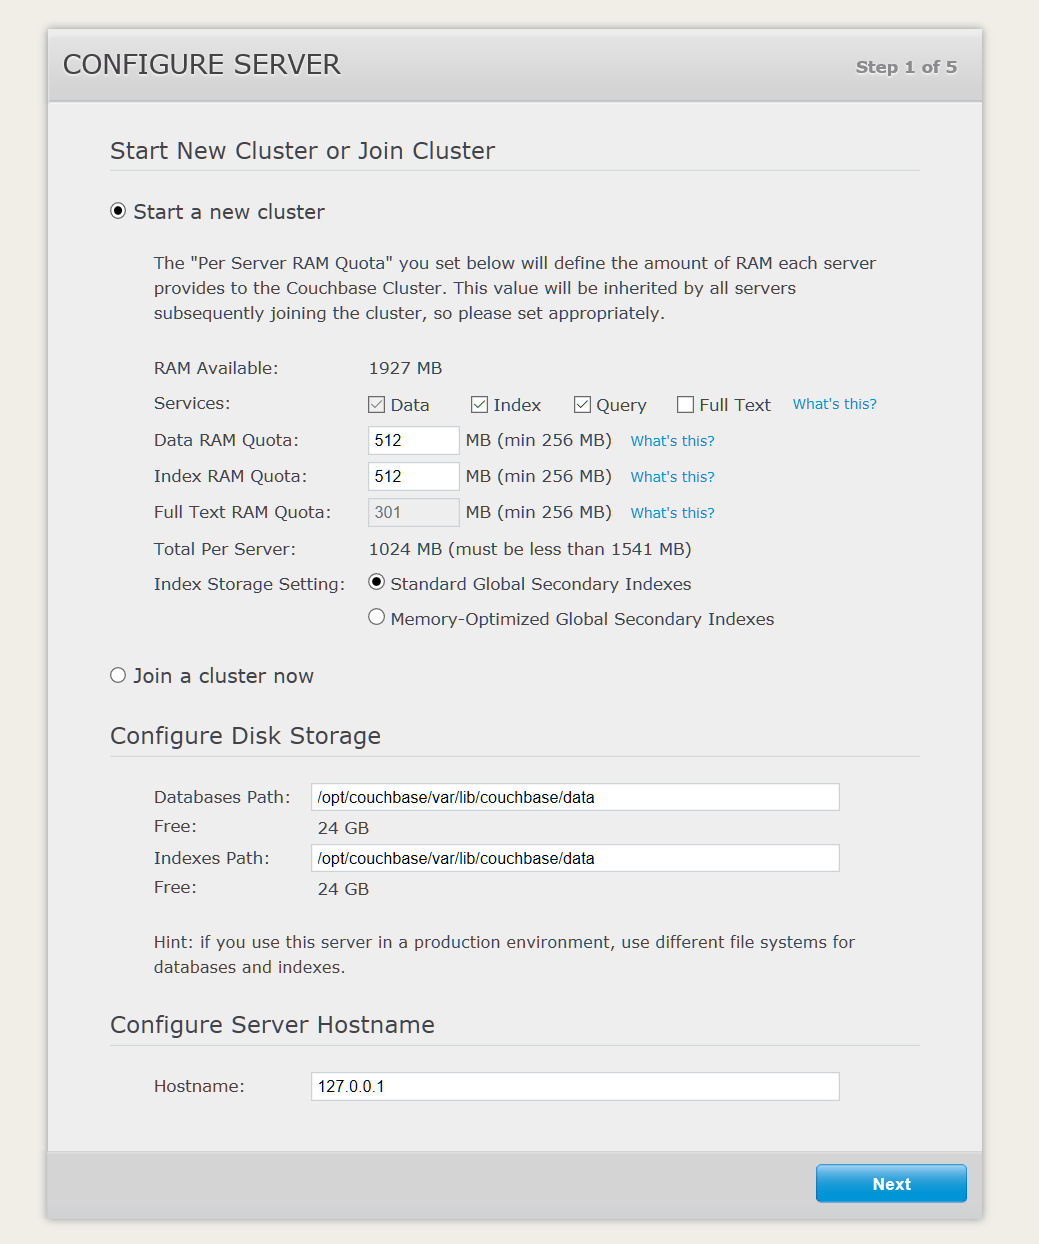 CONFIGURE SERVER
Step 1 of 5
Start New Cluster or Join Cluster
Start a new cluster
The "Per Server RAM Quota" you set below will define the amount of RAM each server
provides to the Couchbase Cluster. This value will be inherited by all servers
subsequently joining the cluster, so please set appropriately.
RAM Available: 1927 MB
Services: Data Index Query Full Text What's this?
Data RAM Quota: 512 MB (min 256 MB) What's this?
Index RAM Quota: 512 MB (min 256 MB) What's this?
Full Text RAM Quota: 301 MB (min 256 MB) What's this?
Total Per Server: 1024 MB (must be less than 1541 MB)
Index Storage Setting: Standard Global Secondary Indexes
Memory-Optimized Global Secondary Indexes
Join a cluster now
Configure Disk Storage
Databases Path: /opt/couchbase/var/lib/couchbase/data
Free: 24 GB
Indexes Path: /opt/couchbase/var/lib/couchbase/data
Free: 24 GB
Hint: if you use this server in a production environment, use different file systems for
databases and indexes.
Configure Server Hostname
Hostname: 127.0.0.1
Next